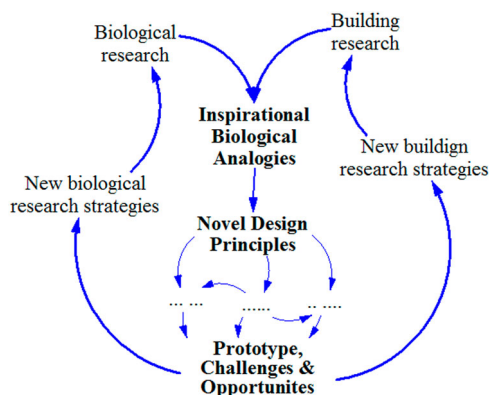 Biological
research
Building
research
Inspirational
Biological
Analogies
New biological
research strategies
New buildign
research strategies
Novel Design
Principles
... ...
......
.. ....
Prototype,
Challenges &
Opportunites